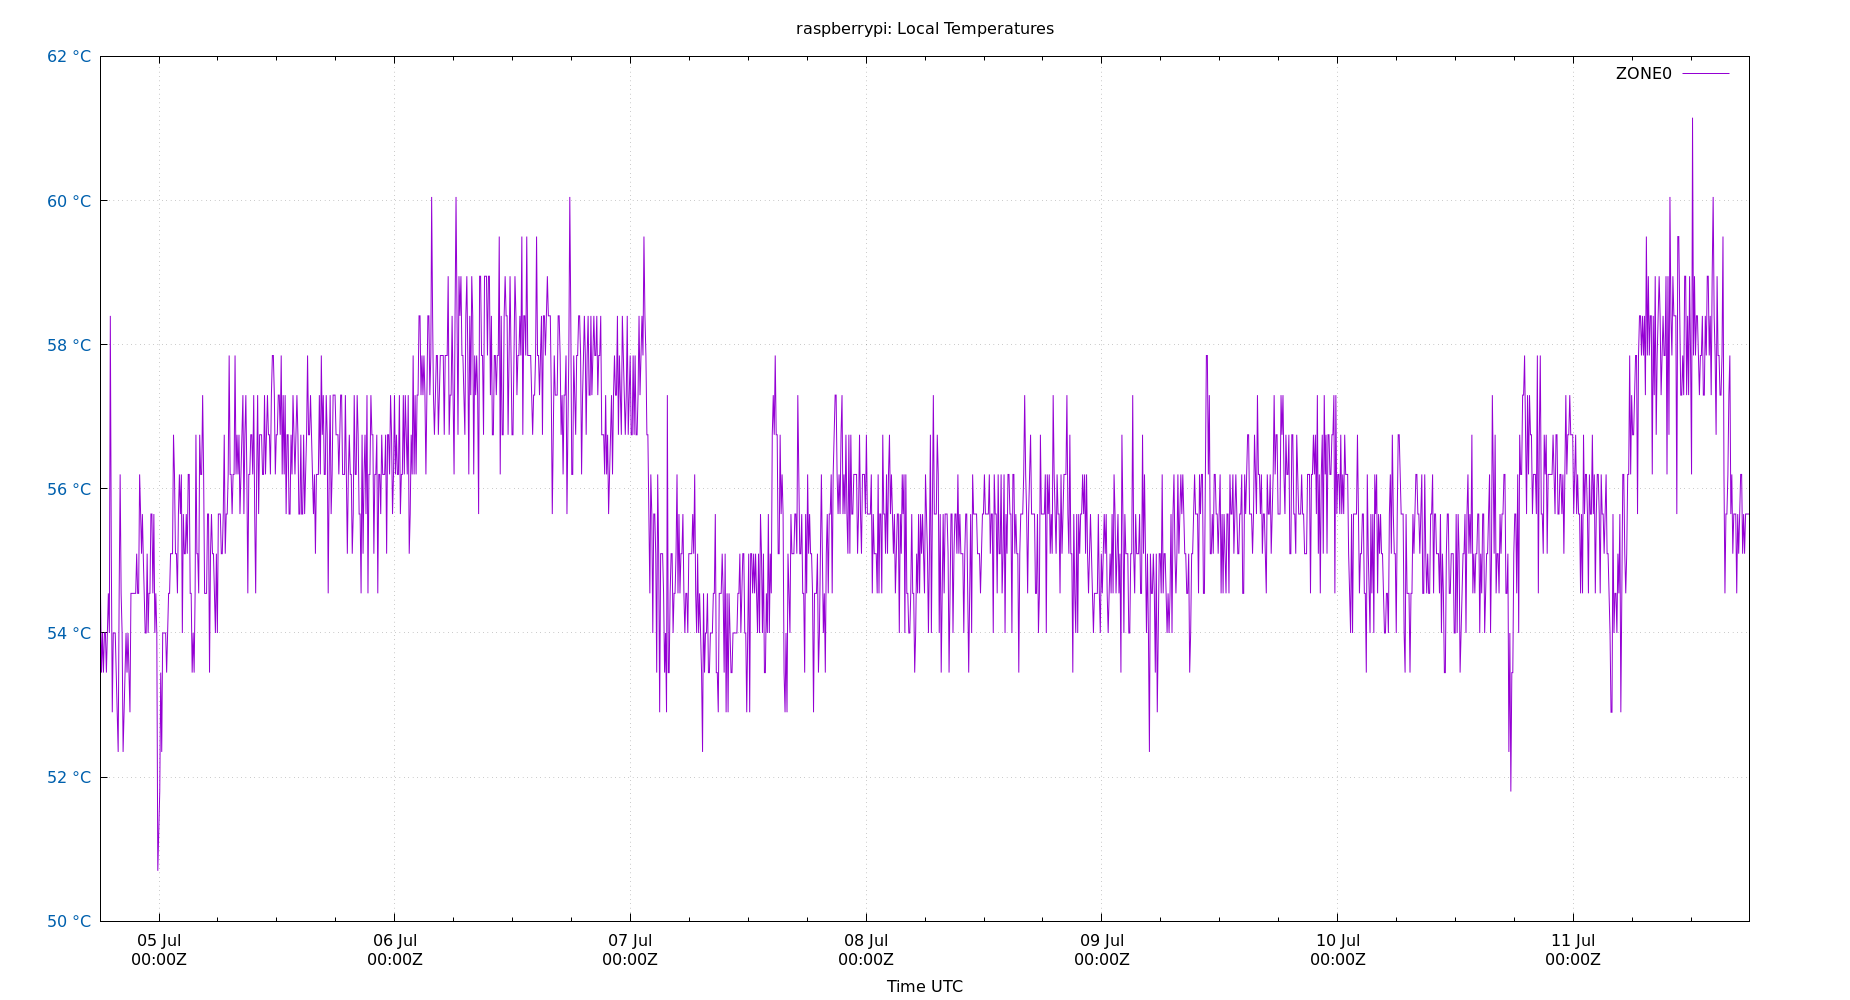 raspberrypi: Local Temperatures
62 °C
ZONE0
60 °C
58 °C
56 °C
54 °C
52 °C
50 °C
05 Jul 06 Jul 07 Jul 08 Jul 09 Jul 10 Jul 11 Jul
00:00Z 00:00Z 00:00Z 00:00Z 00:00Z 00:00Z 00:00Z
Time UTC